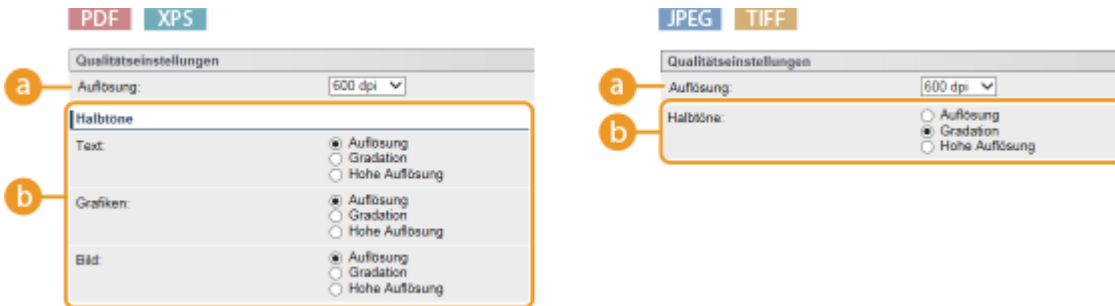 PDF XPS
Qualitätseinstellungen
a
Auflösung: 600 dpi
b
Halbtöne
Text: Auflösung
Gradation
Hohe Auflösung
Grafiken: Auflösung
Gradation
Hohe Auflösung
Bild: Auflösung
Gradation
Hohe Auflösung
JPEG TIFF
Qualitätseinstellungen
a
Auflösung: 600 dpi
b
Halbtöne: Auflösung
Gradation
Hohe Auflösung